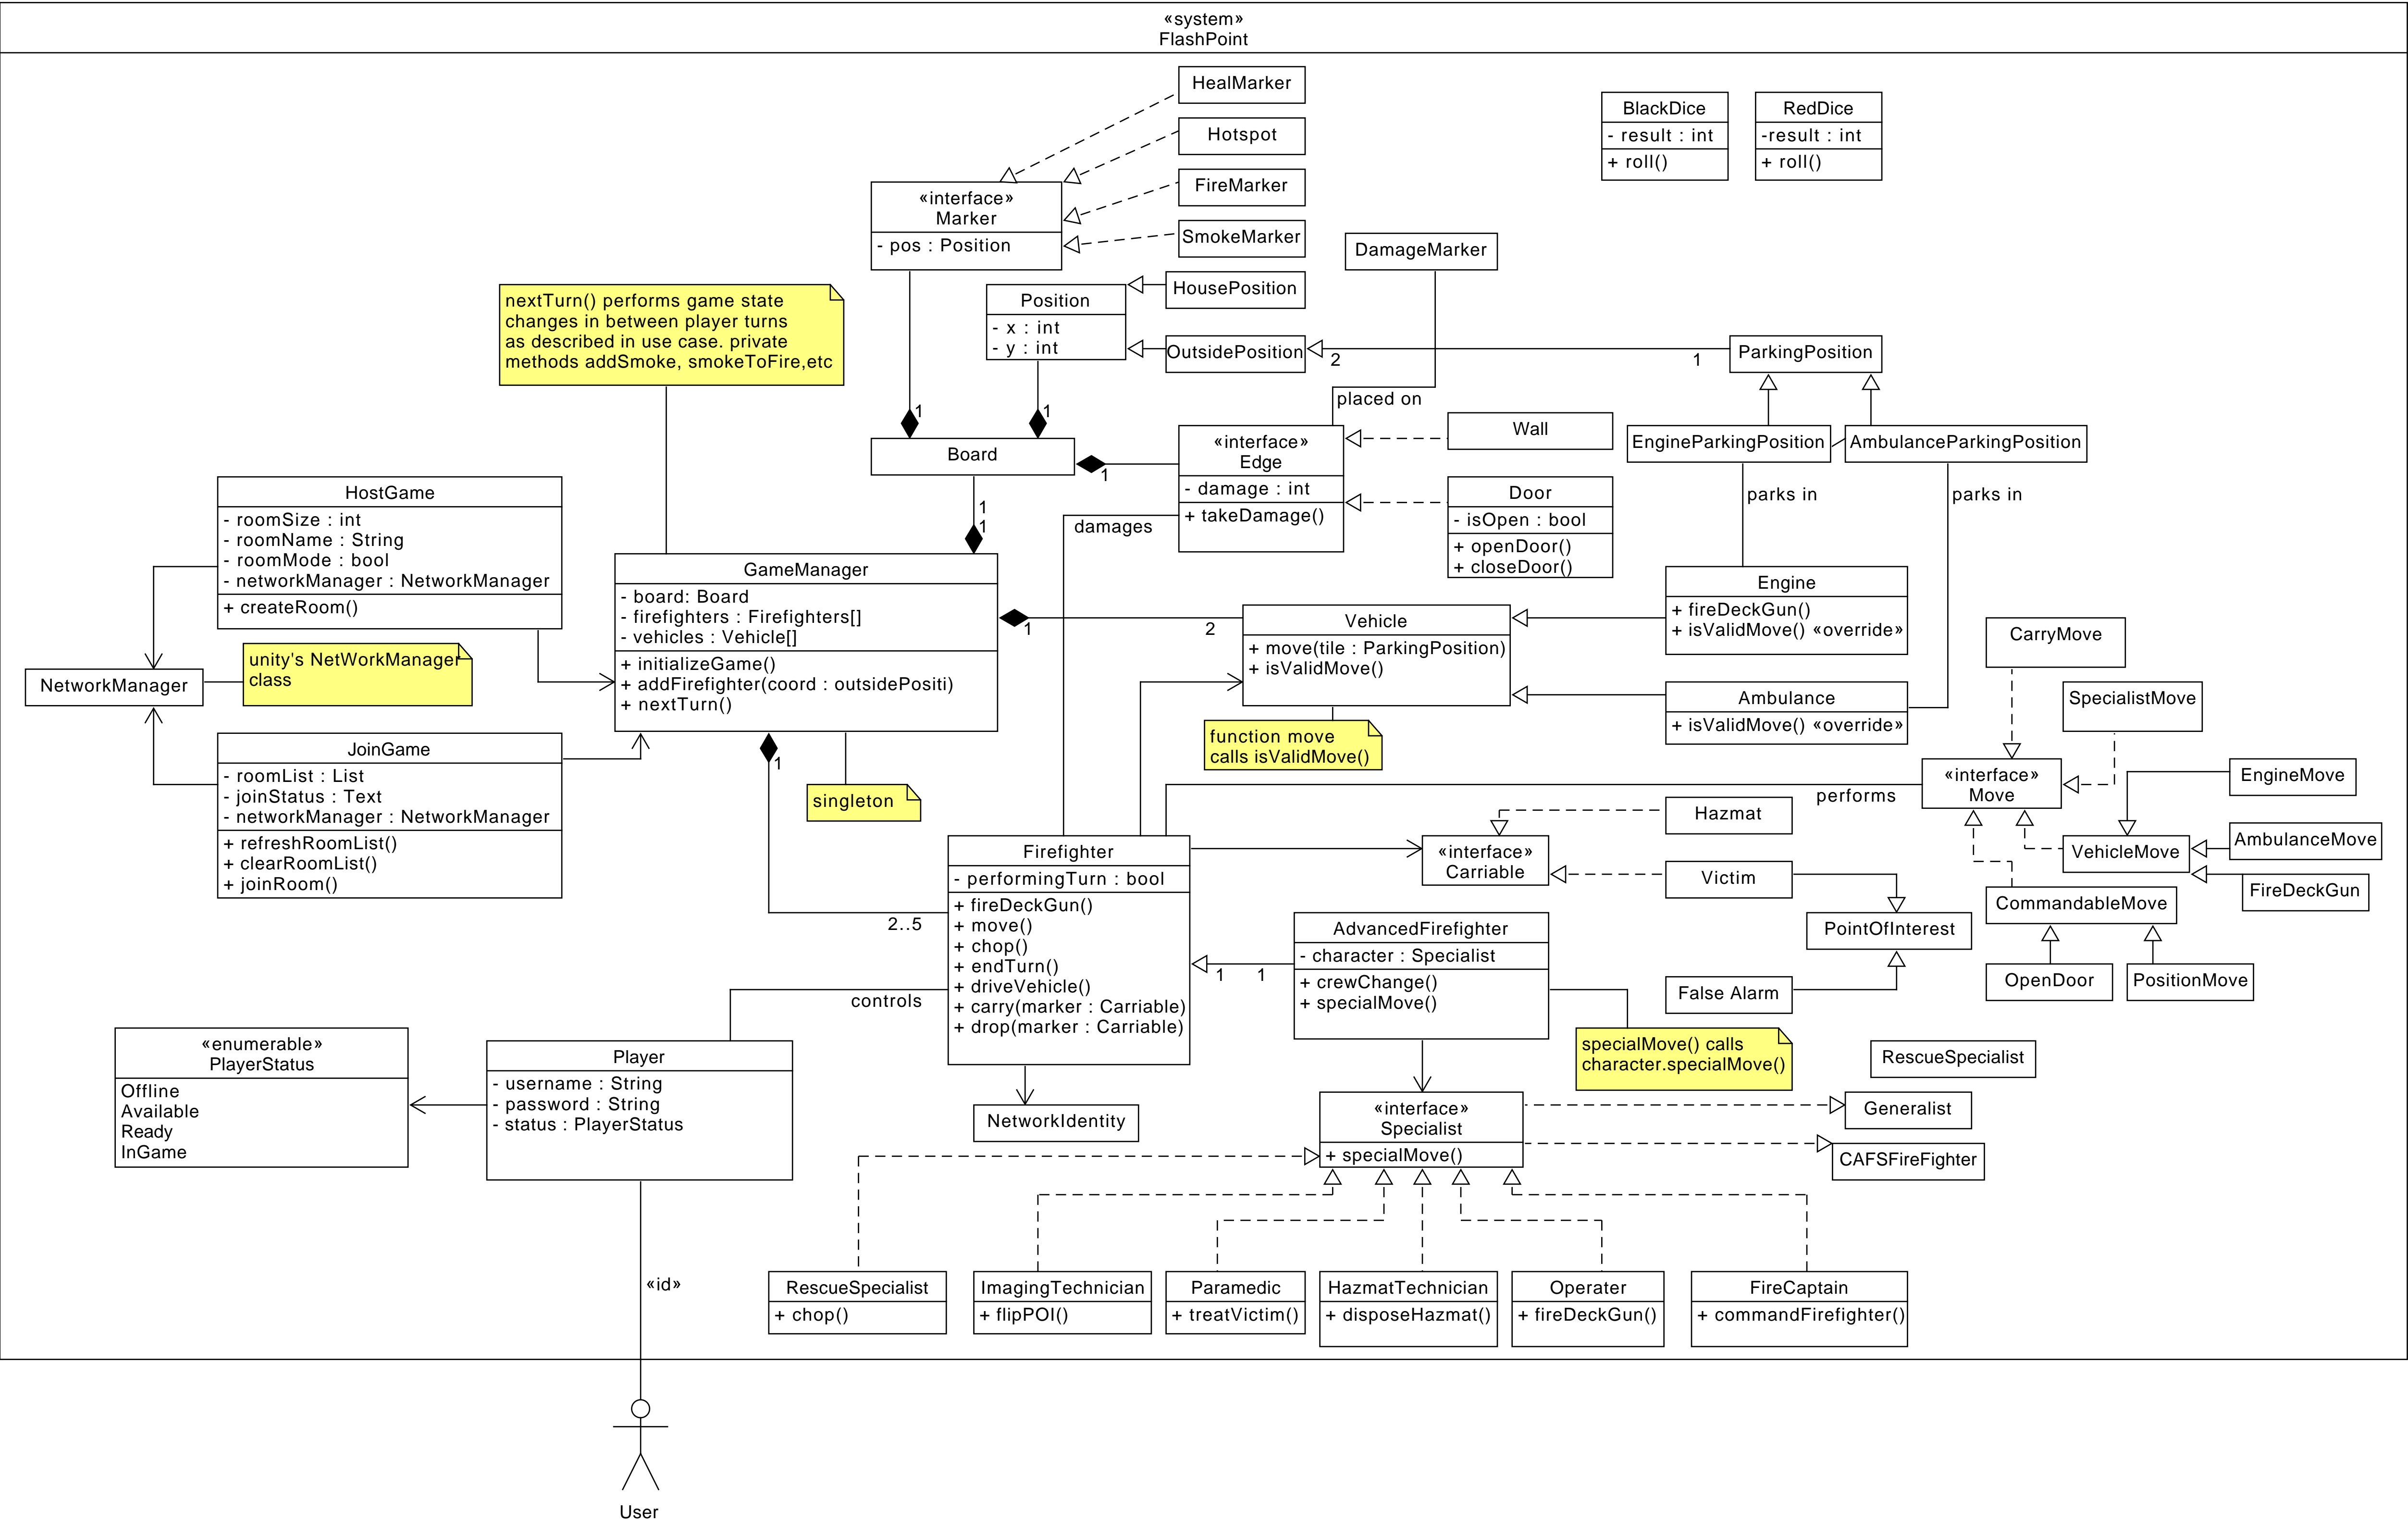 «system»
FlashPoint
HealMarker
Hotspot
FireMarker
SmokeMarker
«interface»
Marker
- pos : Position
BlackDice
- result : int
+ roll()
RedDice
-result : int
+ roll()
DamageMarker
nextTurn() performs game state
changes in between player turns
as described in use case. private
methods addSmoke, smokeToFire,etc
Position
- x : int
- y : int
HousePosition
OutsidePosition
2
1
ParkingPosition
placed on
1
1
Board
1
1
1
«interface»
Edge
- damage : int
+ takeDamage()
Wall
Door
- isOpen : bool
+ openDoor()
+ closeDoor()
EngineParkingPosition
AmbulanceParkingPosition
parks in
parks in
damages
HostGame
- roomSize : int
- roomName : String
- roomMode : bool
- networkManager : NetworkManager
+ createRoom()
GameManager
- board: Board
- firefighters : Firefighters[]
- vehicles : Vehicle[]
+ initializeGame()
+ addFirefighter(coord : outsidePositi)
+ nextTurn()
1
2
Vehicle
+ move(tile : ParkingPosition)
+ isValidMove()
Engine
+ fireDeckGun()
+ isValidMove() «override»
Ambulance
+ isValidMove() «override»
function move
calls isValidMove()
NetworkManager
unity's NetWorkManager
class
JoinGame
- roomList : List
- joinStatus : Text
- networkManager : NetworkManager
+ refreshRoomList()
+ clearRoomList()
+ joinRoom()
1
singleton
CarryMove
SpecialistMove
«interface»
Move
performs
EngineMove
AmbulanceMove
FireDeckGun
VehicleMove
CommandableMove
OpenDoor
PositionMove
Hazmat
Victim
«interface»
Carriable
PointOfInterest
False Alarm
Firefighter
- performingTurn : bool
+ fireDeckGun()
+ move()
+ chop()
+ endTurn()
+ driveVehicle()
+ carry(marker : Carriable)
+ drop(marker : Carriable)
2..5
controls
1
1
AdvancedFirefighter
- character : Specialist
+ crewChange()
+ specialMove()
specialMove() calls
character.specialMove()
«enumerable»
PlayerStatus
Offline
Available
Ready
InGame
Player
- username : String
- password : String
- status : PlayerStatus
NetworkIdentity
«interface»
Specialist
+ specialMove()
RescueSpecialist
Generalist
CAFSFireFighter
RescueSpecialist
+ chop()
ImagingTechnician
+ flipPOI()
Paramedic
+ treatVictim()
HazmatTechnician
+ disposeHazmat()
Operater
+ fireDeckGun()
FireCaptain
+ commandFirefighter()
«id»
User